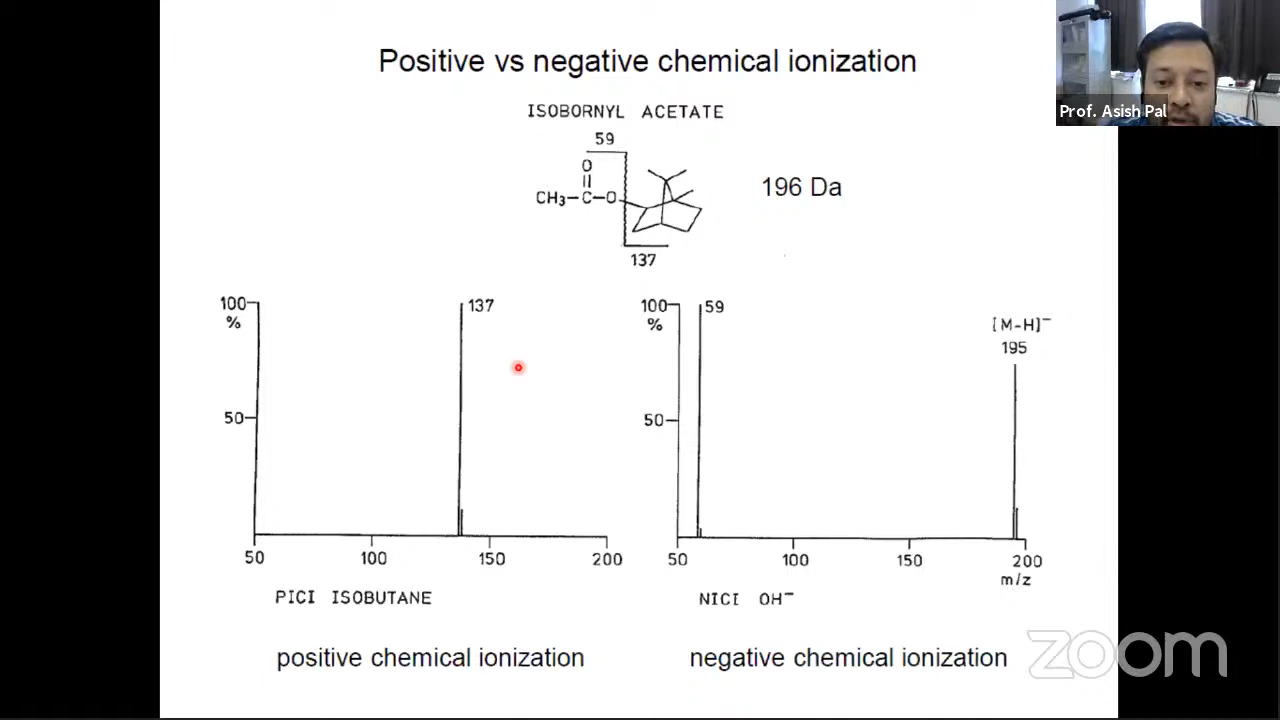 Positive vs negative chemical ionization
Prof. Asish Pal
ISOBORNYL ACETATE
59
O
CH₃-C-O
196 Da
137
100
%
137
50
50 100 150 200
PICI ISOBUTANE
positive chemical ionization
100
%
59
[M-H]⁻
195
50
50 100 150 200
m/z
NICI OH⁻
negative chemical ionization
zoom